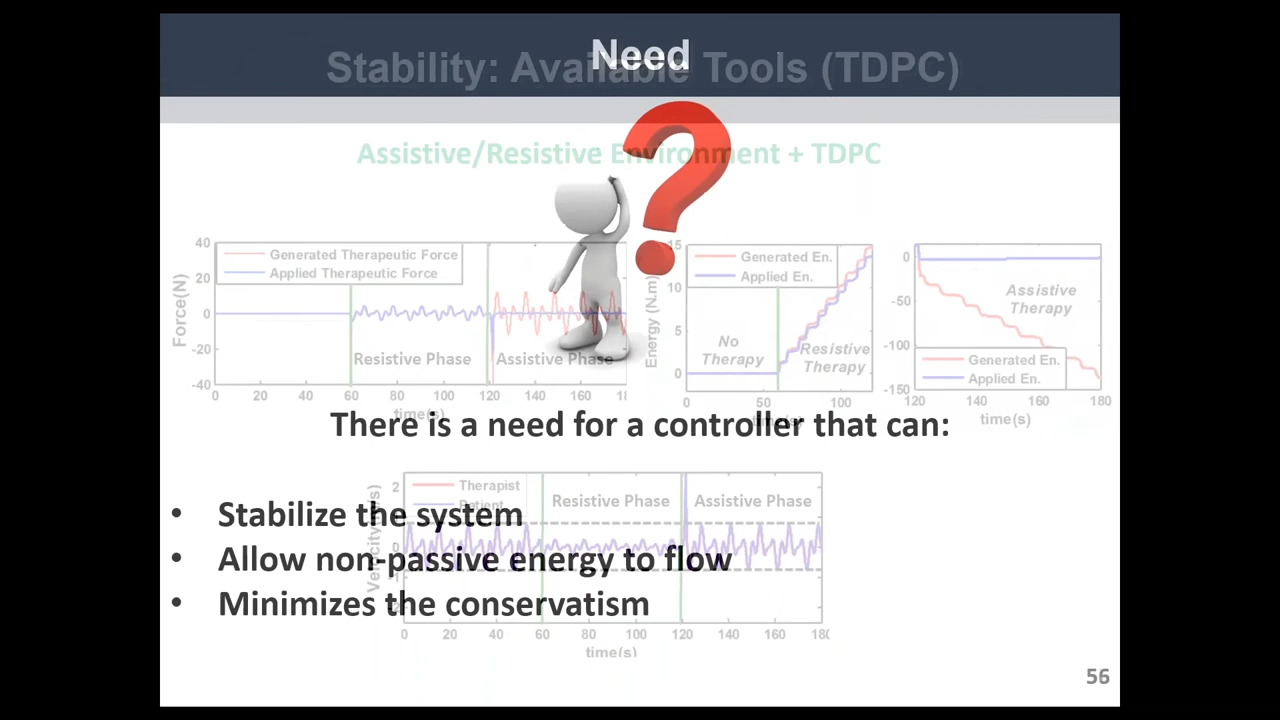 Need
Stability: Available Tools (TDPC)
Assistive/Resistive Environment + TDPC
40
20
0
-20
-40
Force(N)
Generated Therapeutic Force
Applied Therapeutic Force
Resistive Phase
Assistive Phase
0 20 40 60 80 100 120 140 160
time(s)
15
10
5
0
Energy (N.m)
Generated En.
Applied En.
No
Therapy
Resistive
Therapy
0 50 100
0
-50
-100
-150
Assistive
Therapy
Generated En.
Applied En.
120 140 160 180
time(s)
There is a need for a controller that can:
• Stabilize the system
• Allow non-passive energy to flow
• Minimizes the conservatism
2
Therapist
Patient
Resistive Phase
Assistive Phase
0 20 40 60 80 100 120 140 160 180
time(s)
56